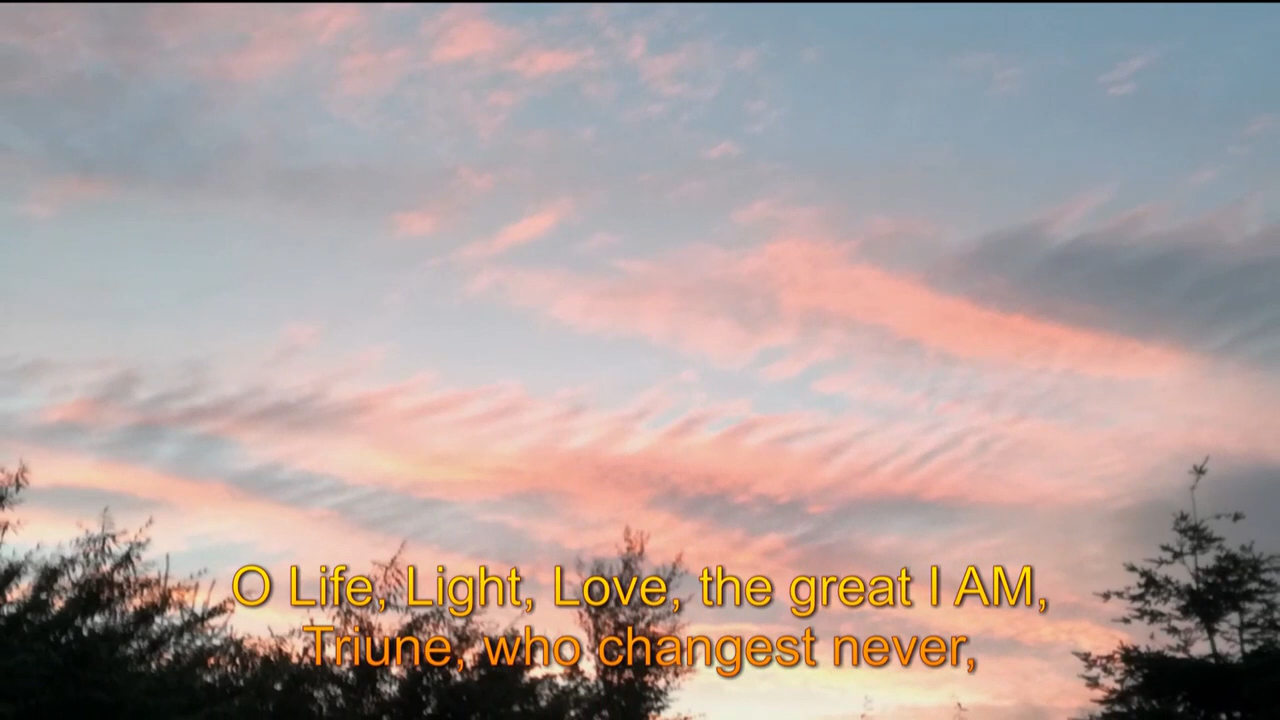 O Life, Light, Love, the great I AM,
Triune, who changest never,